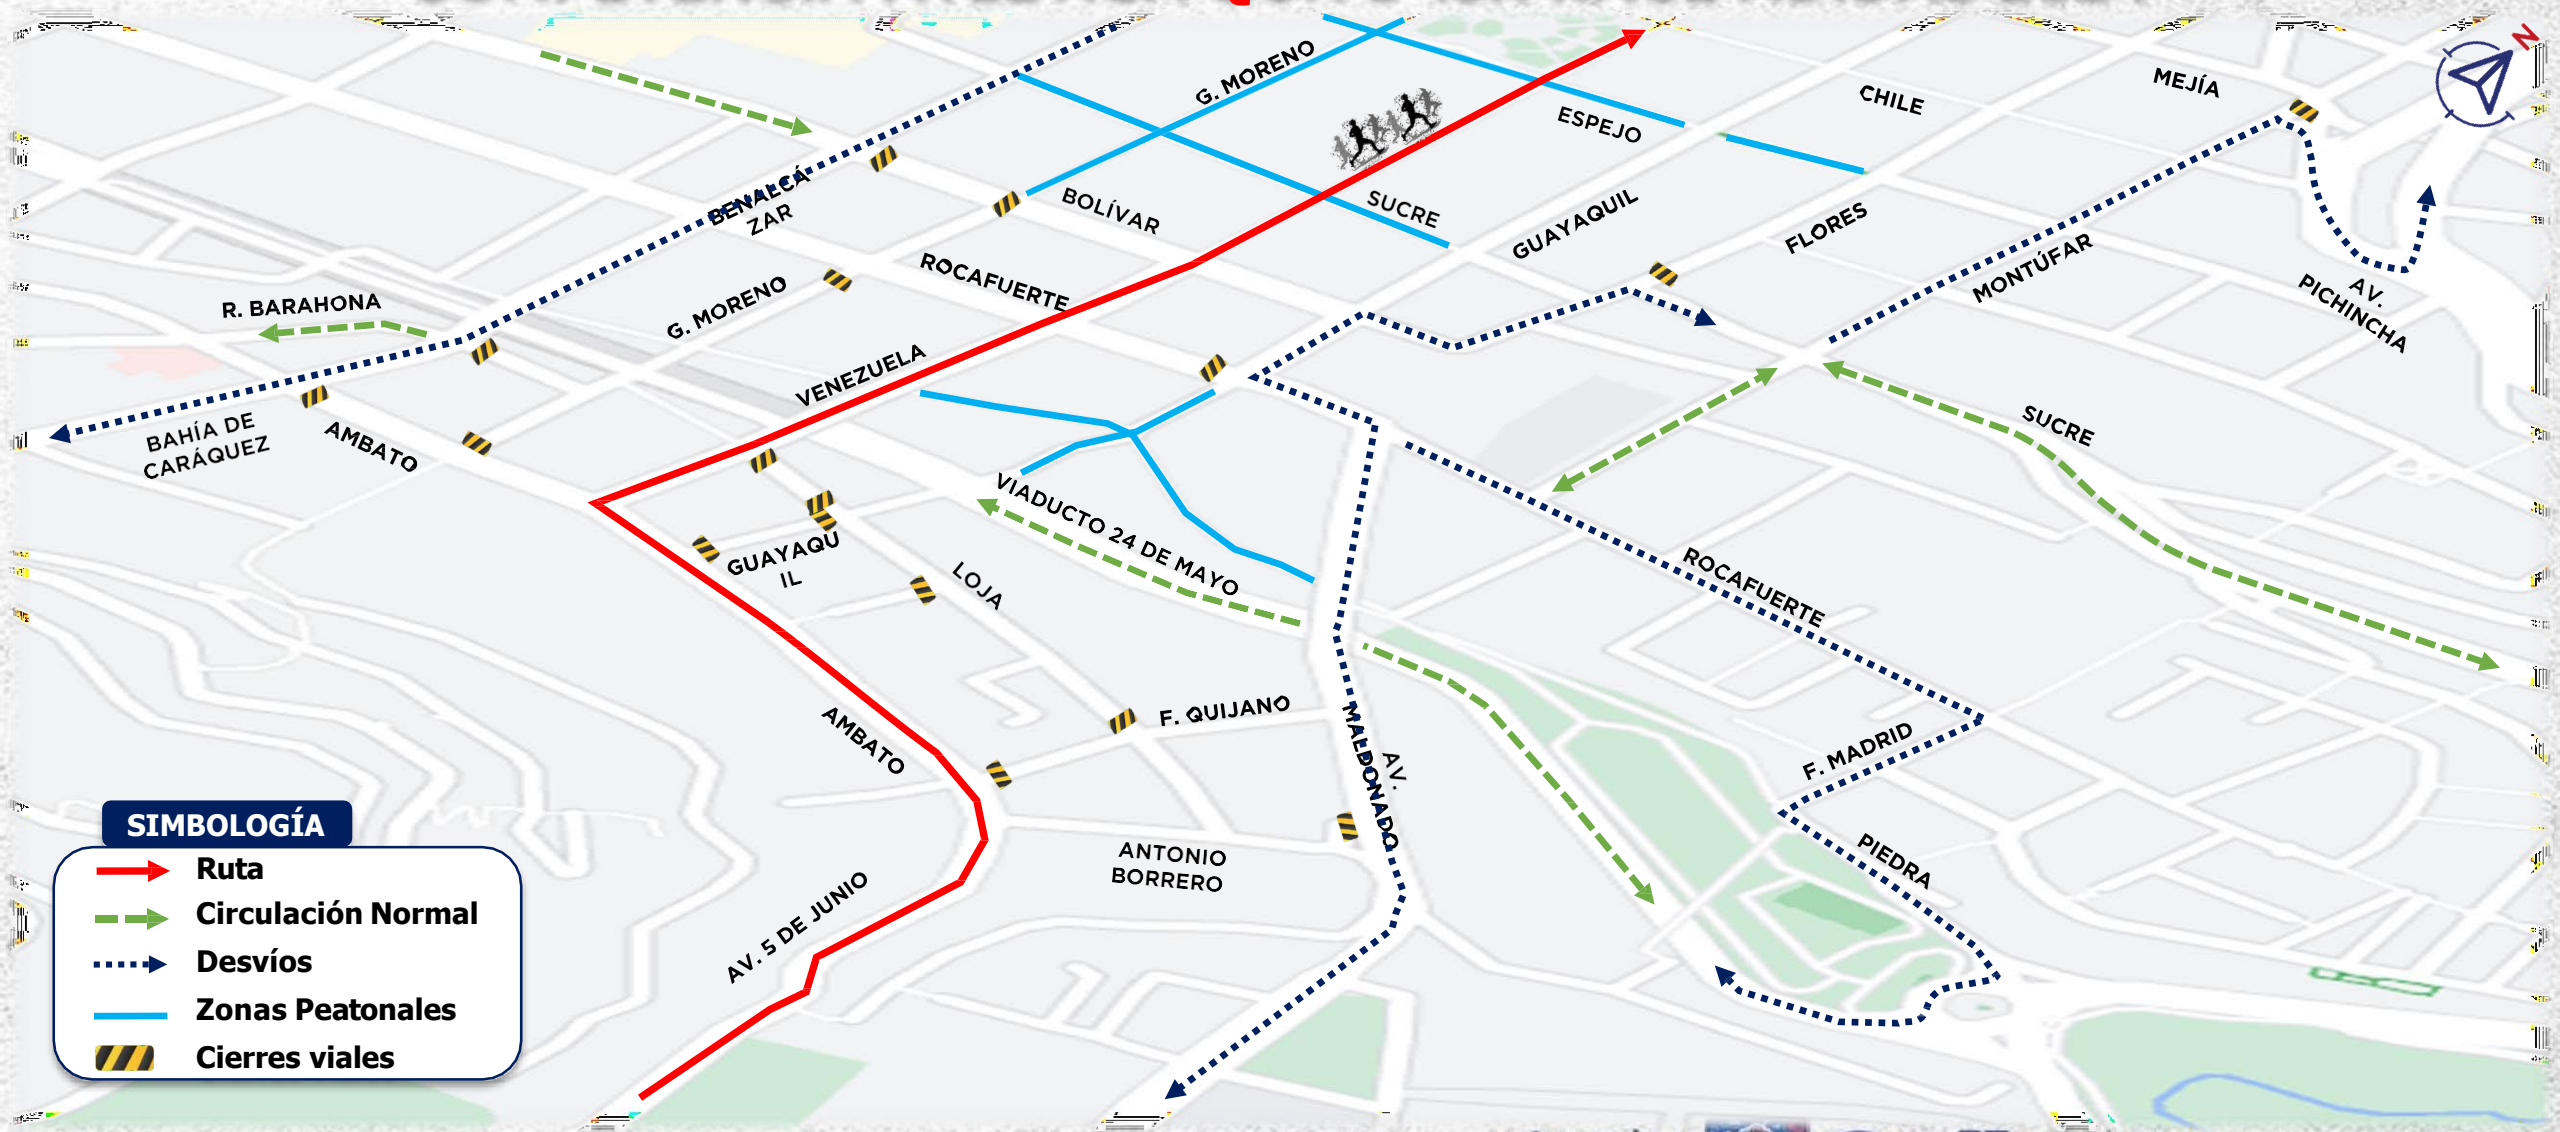 N
G. MORENO
MEJÍA
CHILE
ESPEJO
BENALCÁ
ZAR
BOLÍVAR
SUCRE
GUAYAQUIL
FLORES
MONTÚFAR
ROCAFUERTE
R. BARAHONA
G. MORENO
AV.
PICHINCHA
VENEZUELA
BAHÍA DE
CARÁQUEZ
AMBATO
SUCRE
VIADUCTO 24 DE MAYO
GUAYAQU
IL
LOJA
ROCAFUERTE
F. QUIJANO
AMBATO
AV.
MALDONADO
F. MADRID
PIEDRA
ANTONIO
BORRERO
AV. 5 DE JUNIO
SIMBOLOGÍA
Ruta
Circulación Normal
Desvíos
Zonas Peatonales
Cierres viales